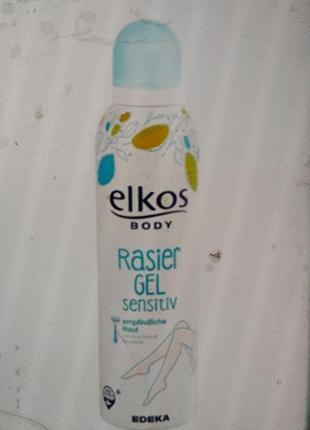 elkos
BODY
Rasier
GEL
sensitiv
empfindliche
Haut
EDEKA